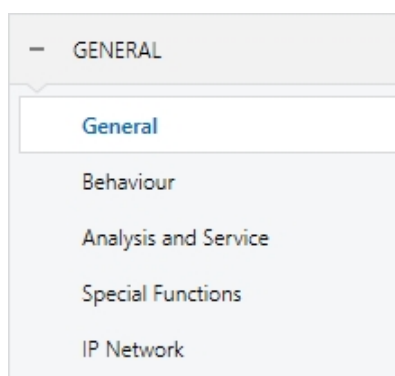 GENERAL
General
Behaviour
Analysis and Service
Special Functions
IP Network